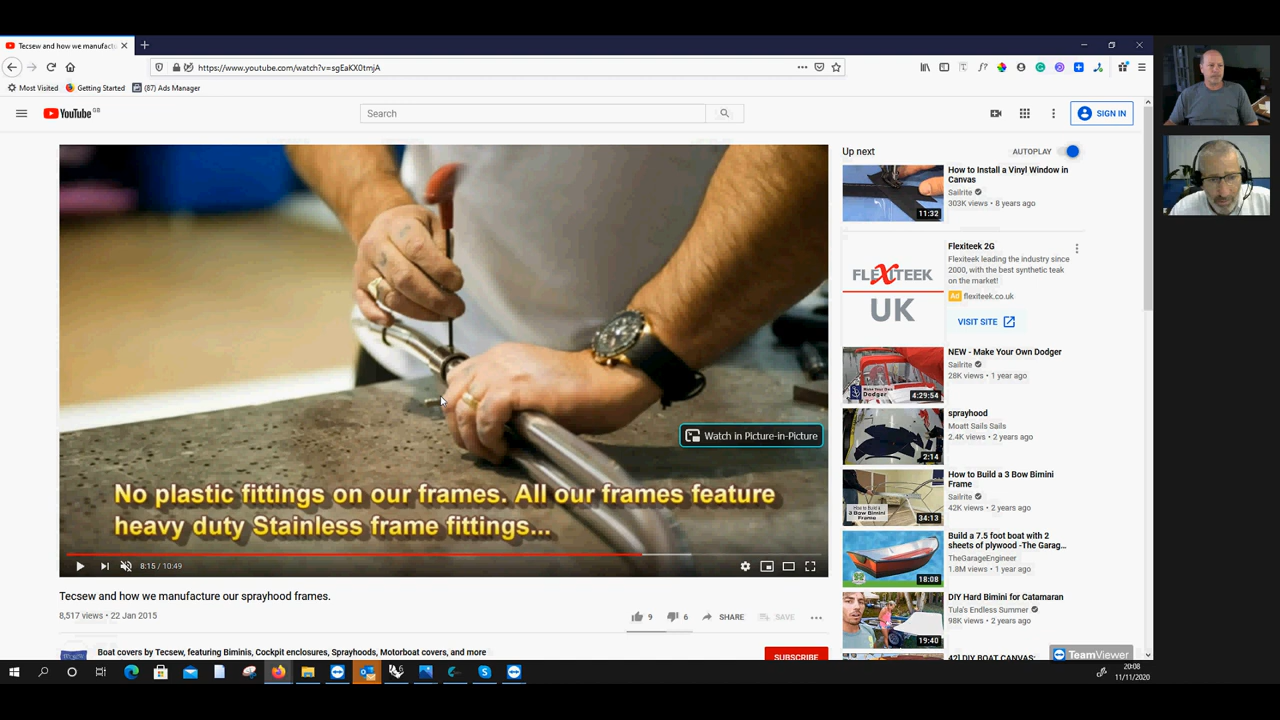 Tecsew and how we manufactu
https://www.youtube.com/watch?v=sgEaKX0tmjA
Most Visited
Getting Started
(87) Ads Manager
YouTube GB
Search
SIGN IN
No plastic fittings on our frames. All our frames feature
heavy duty Stainless frame fittings...
Watch in Picture-in-Picture
8:15 / 10:49
Tecsew and how we manufacture our sprayhood frames.
8,517 views • 22 Jan 2015
9
6
SHARE
SAVE
Boat covers by Tecsew, featuring Biminis, Cockpit enclosures, Sprayhoods, Motorboat covers, and more
SUBSCRIBE
Up next
AUTOPLAY
How to Install a Vinyl Window in
Canvas
Sailrite
303K views • 8 years ago
11:32
FLEXITEEK
UK
Flexiteek 2G
Flexiteek leading the industry since
2000, with the best synthetic teak
on the market!
Ad flexiteek.co.uk
VISIT SITE
NEW - Make Your Own Dodger
Sailrite
28K views • 1 year ago
4:29:54
sprayhood
Moatt Sails Sails
2.4K views • 2 years ago
2:14
How to Build a 3 Bow Bimini
Frame
Sailrite
42K views • 2 years ago
34:13
Build a 7.5 foot boat with 2
sheets of plywood -The Garag...
TheGarageEngineer
1.8M views • 1 year ago
18:08
DIY Hard Bimini for Catamaran
Tula's Endless Summer
98K views • 2 years ago
19:40
TeamViewer
20:08
11/11/2020